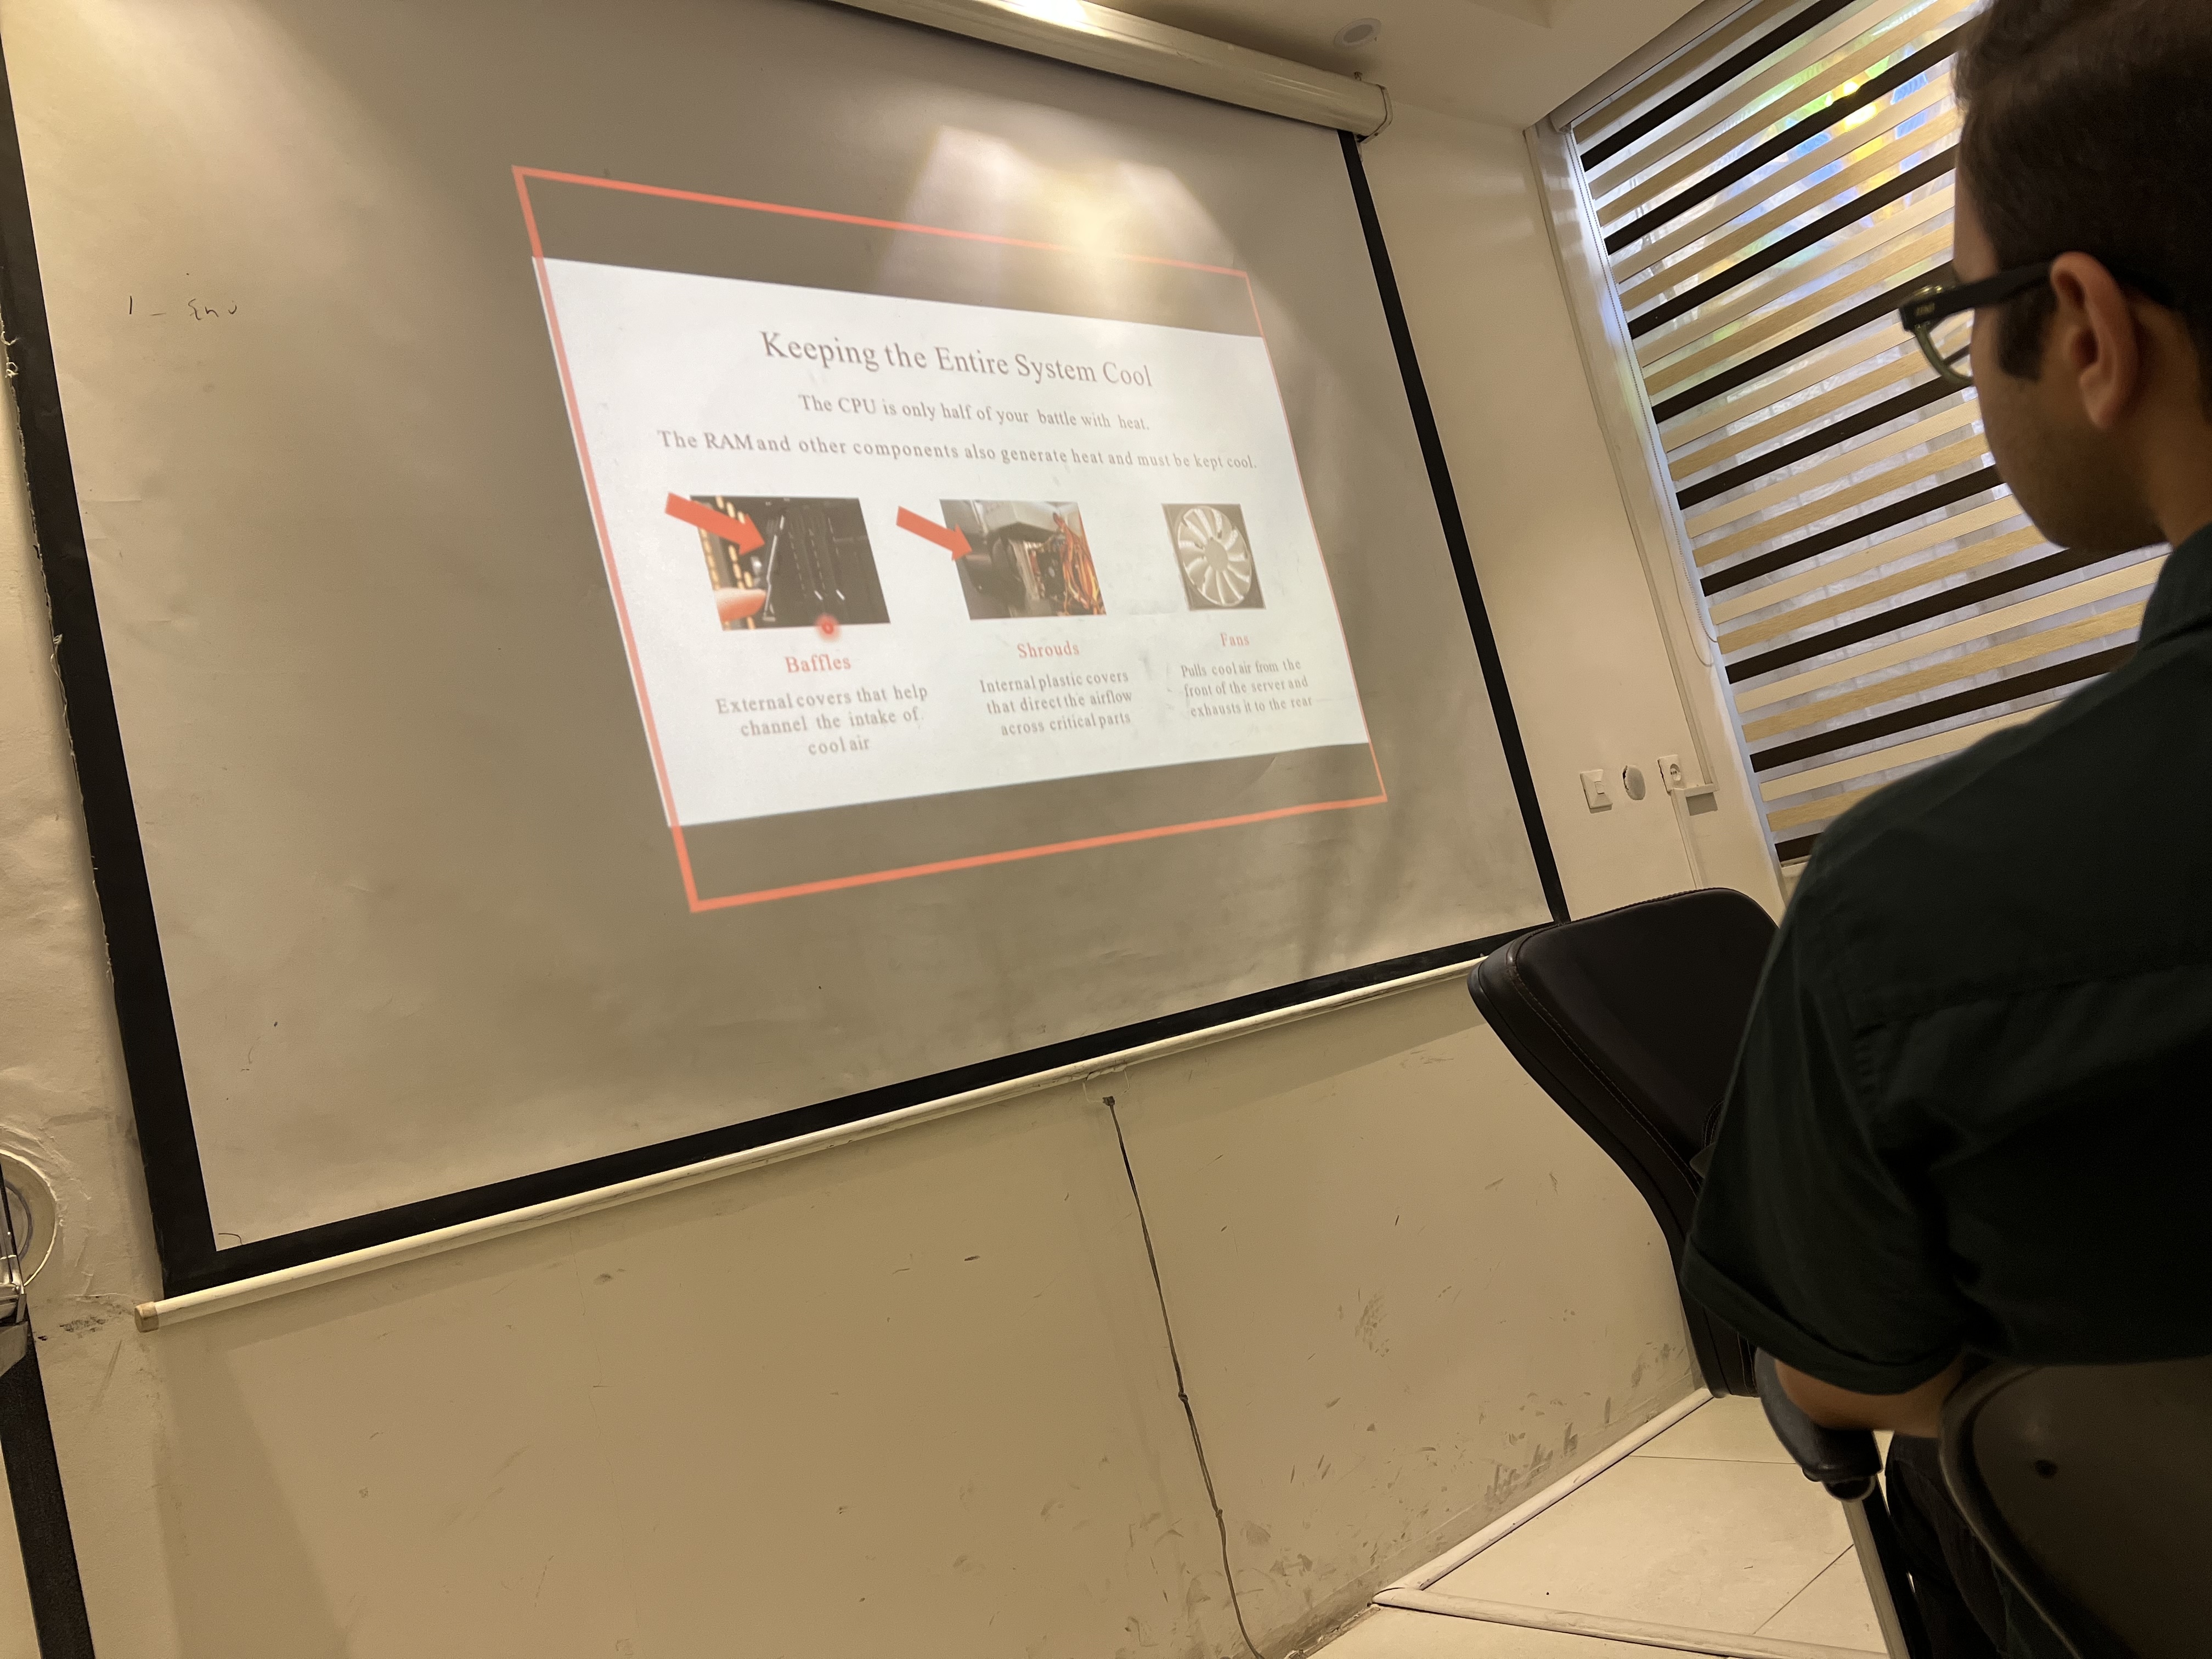 Keeping the Entire System Cool
The CPU is only half of your battle with heat.
The RAM and other components also generate heat and must be kept cool.
Baffles
External covers that help
channel the intake of
cool air
Shrouds
Internal plastic covers
that direct the airflow
across critical parts
Fans
Pulls cool air from the
front of the server and
exhausts it to the rear